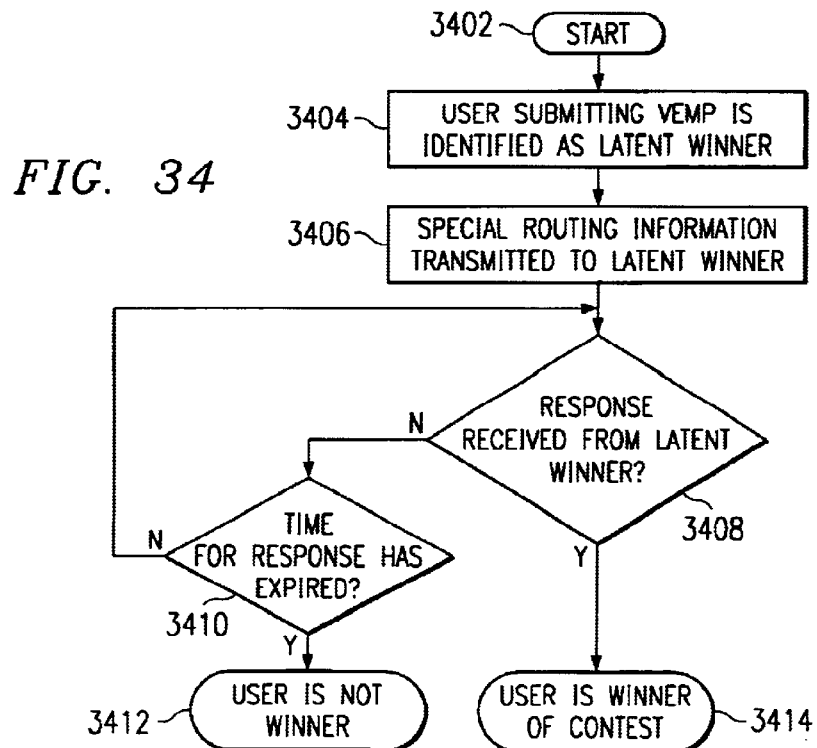 3402
START
3404
USER SUBMITTING VEMP IS
IDENTIFIED AS LATENT WINNER
FIG. 34
3406
SPECIAL ROUTING INFORMATION
TRANSMITTED TO LATENT WINNER
RESPONSE
RECEIVED FROM LATENT
WINNER?
N
3408
Y
TIME
FOR RESPONSE HAS
EXPIRED?
N
3410
Y
USER IS NOT
WINNER
3412
USER IS WINNER
OF CONTEST
3414